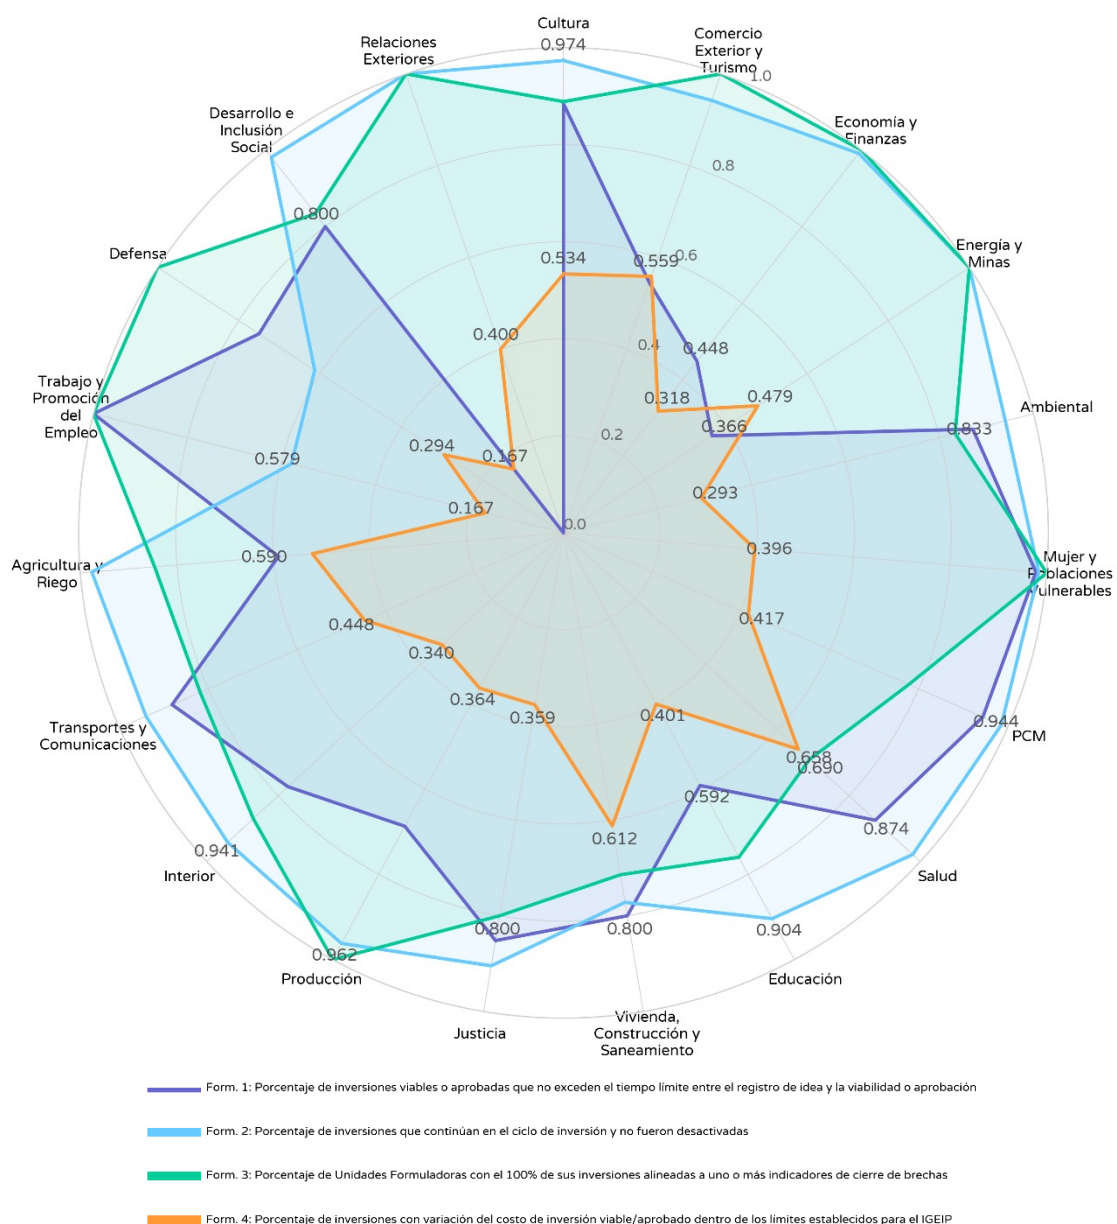 Cultura
0.974
Comercio
Exterior y
Turismo
1.0
Relaciones
Exteriores
Economía y
Finanzas
Desarrollo e
Inclusión
Social
0.8
0.800
Energía y
Minas
Defensa
0.534
0.559
0.6
0.400
0.4
0.448
0.318
0.479
Trabajo y
Promoción
del
Empleo
Ambiental
0.366
0.833
0.2
0.294
0.167
0.579
0.293
0.167
0.0
0.590
0.396
Agricultura y
Riego
Mujer y
Poblaciones
Vulnerables
0.448
0.417
0.340
0.364
0.359
0.401
0.944
PCM
Transportes y
Comunicaciones
0.658
0.690
0.592
0.874
0.612
0.941
Interior
Salud
0.962
0.800
0.800
0.904
Producción
Educación
Justicia
Vivienda,
Construcción y
Saneamiento
Form. 1: Porcentaje de inversiones viables o aprobadas que no exceden el tiempo límite entre el registro de idea y la viabilidad o aprobación
Form. 2: Porcentaje de inversiones que continúan en el ciclo de inversión y no fueron desactivadas
Form. 3: Porcentaje de Unidades Formuladoras con el 100% de sus inversiones alineadas a uno o más indicadores de cierre de brechas
Form. 4: Porcentaje de inversiones con variación del costo de inversión viable/aprobado dentro de los límites establecidos para el IGEIP